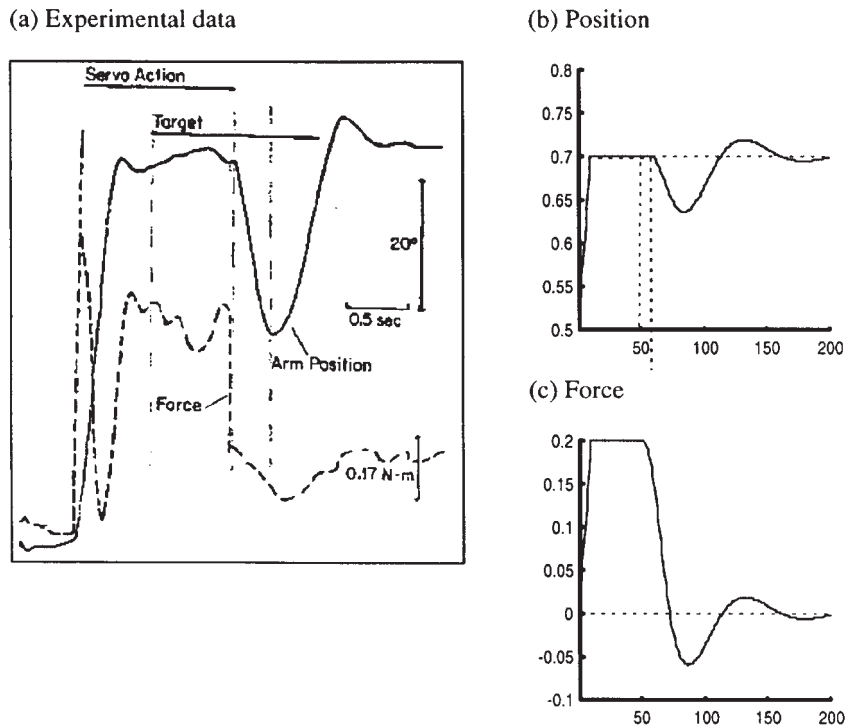 (a) Experimental data
Servo Action
Target
20°
0.5 sec
Arm Position
Force
0.17 N-m
(b) Position
0.8
0.7
0.65
0.6
0.55
0.5
50
100
150
200
(c) Force
0.2
0.15
0.1
0.05
0
-0.05
-0.1
50
100
150
200